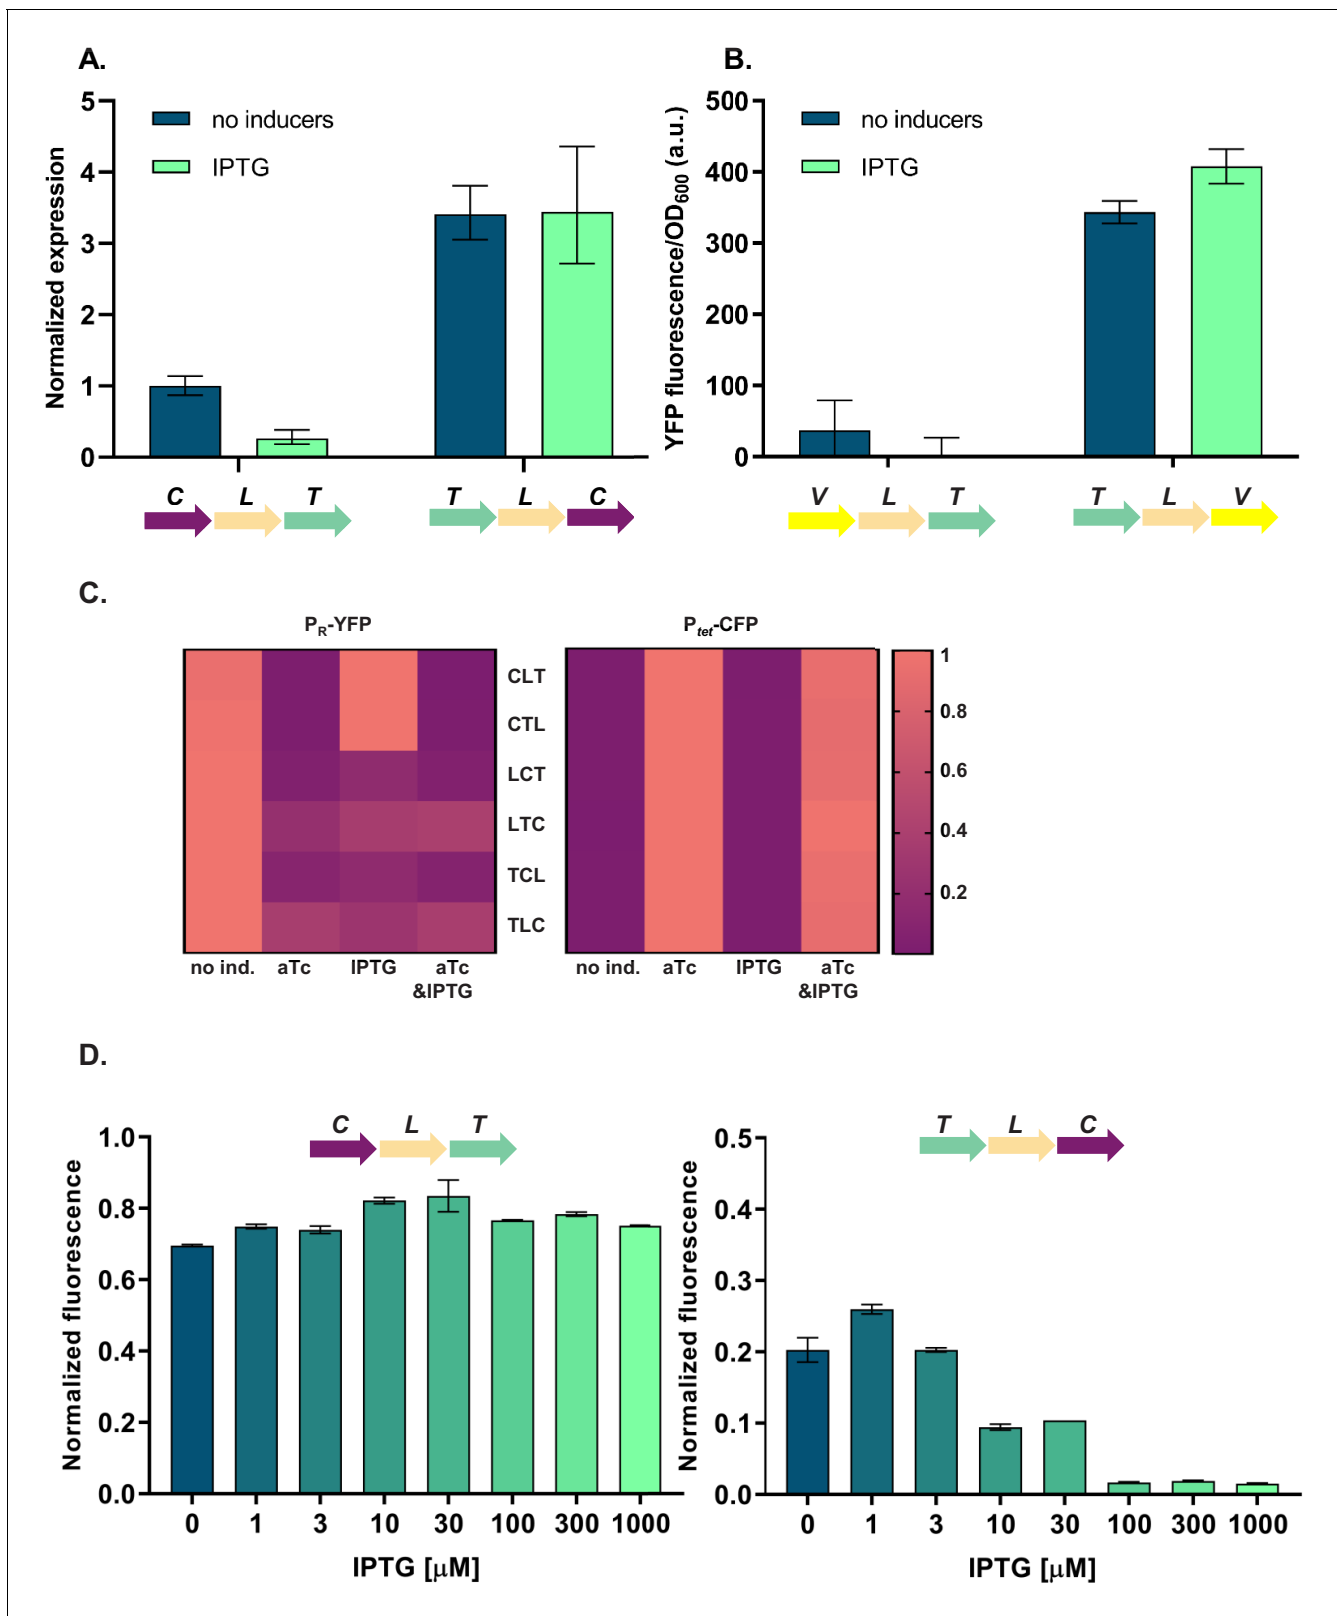 A.
Normalized expression
5
4
3
2
1
0
no inducers
IPTG
C L T
T L C
B.
YFP fluorescence/OD600 (a.u.)
500
400
300
200
100
0
no inducers
IPTG
V L T
T L V
C.
PR-YFP
Ptet-CFP
CLT
CTL
LCT
LTC
TCL
TLC
1
0.8
0.6
0.4
0.2
no ind. aTc IPTG aTc
&IPTG
no ind. aTc IPTG aTc
&IPTG
D.
C L T
Normalized fluorescence
1.0
0.8
0.6
0.4
0.2
0.0
0 1 3 10 30 100 300 1000
IPTG [μM]
T L C
Normalized fluorescence
0.5
0.4
0.3
0.2
0.1
0.0
0 1 3 10 30 100 300 1000
IPTG [μM]